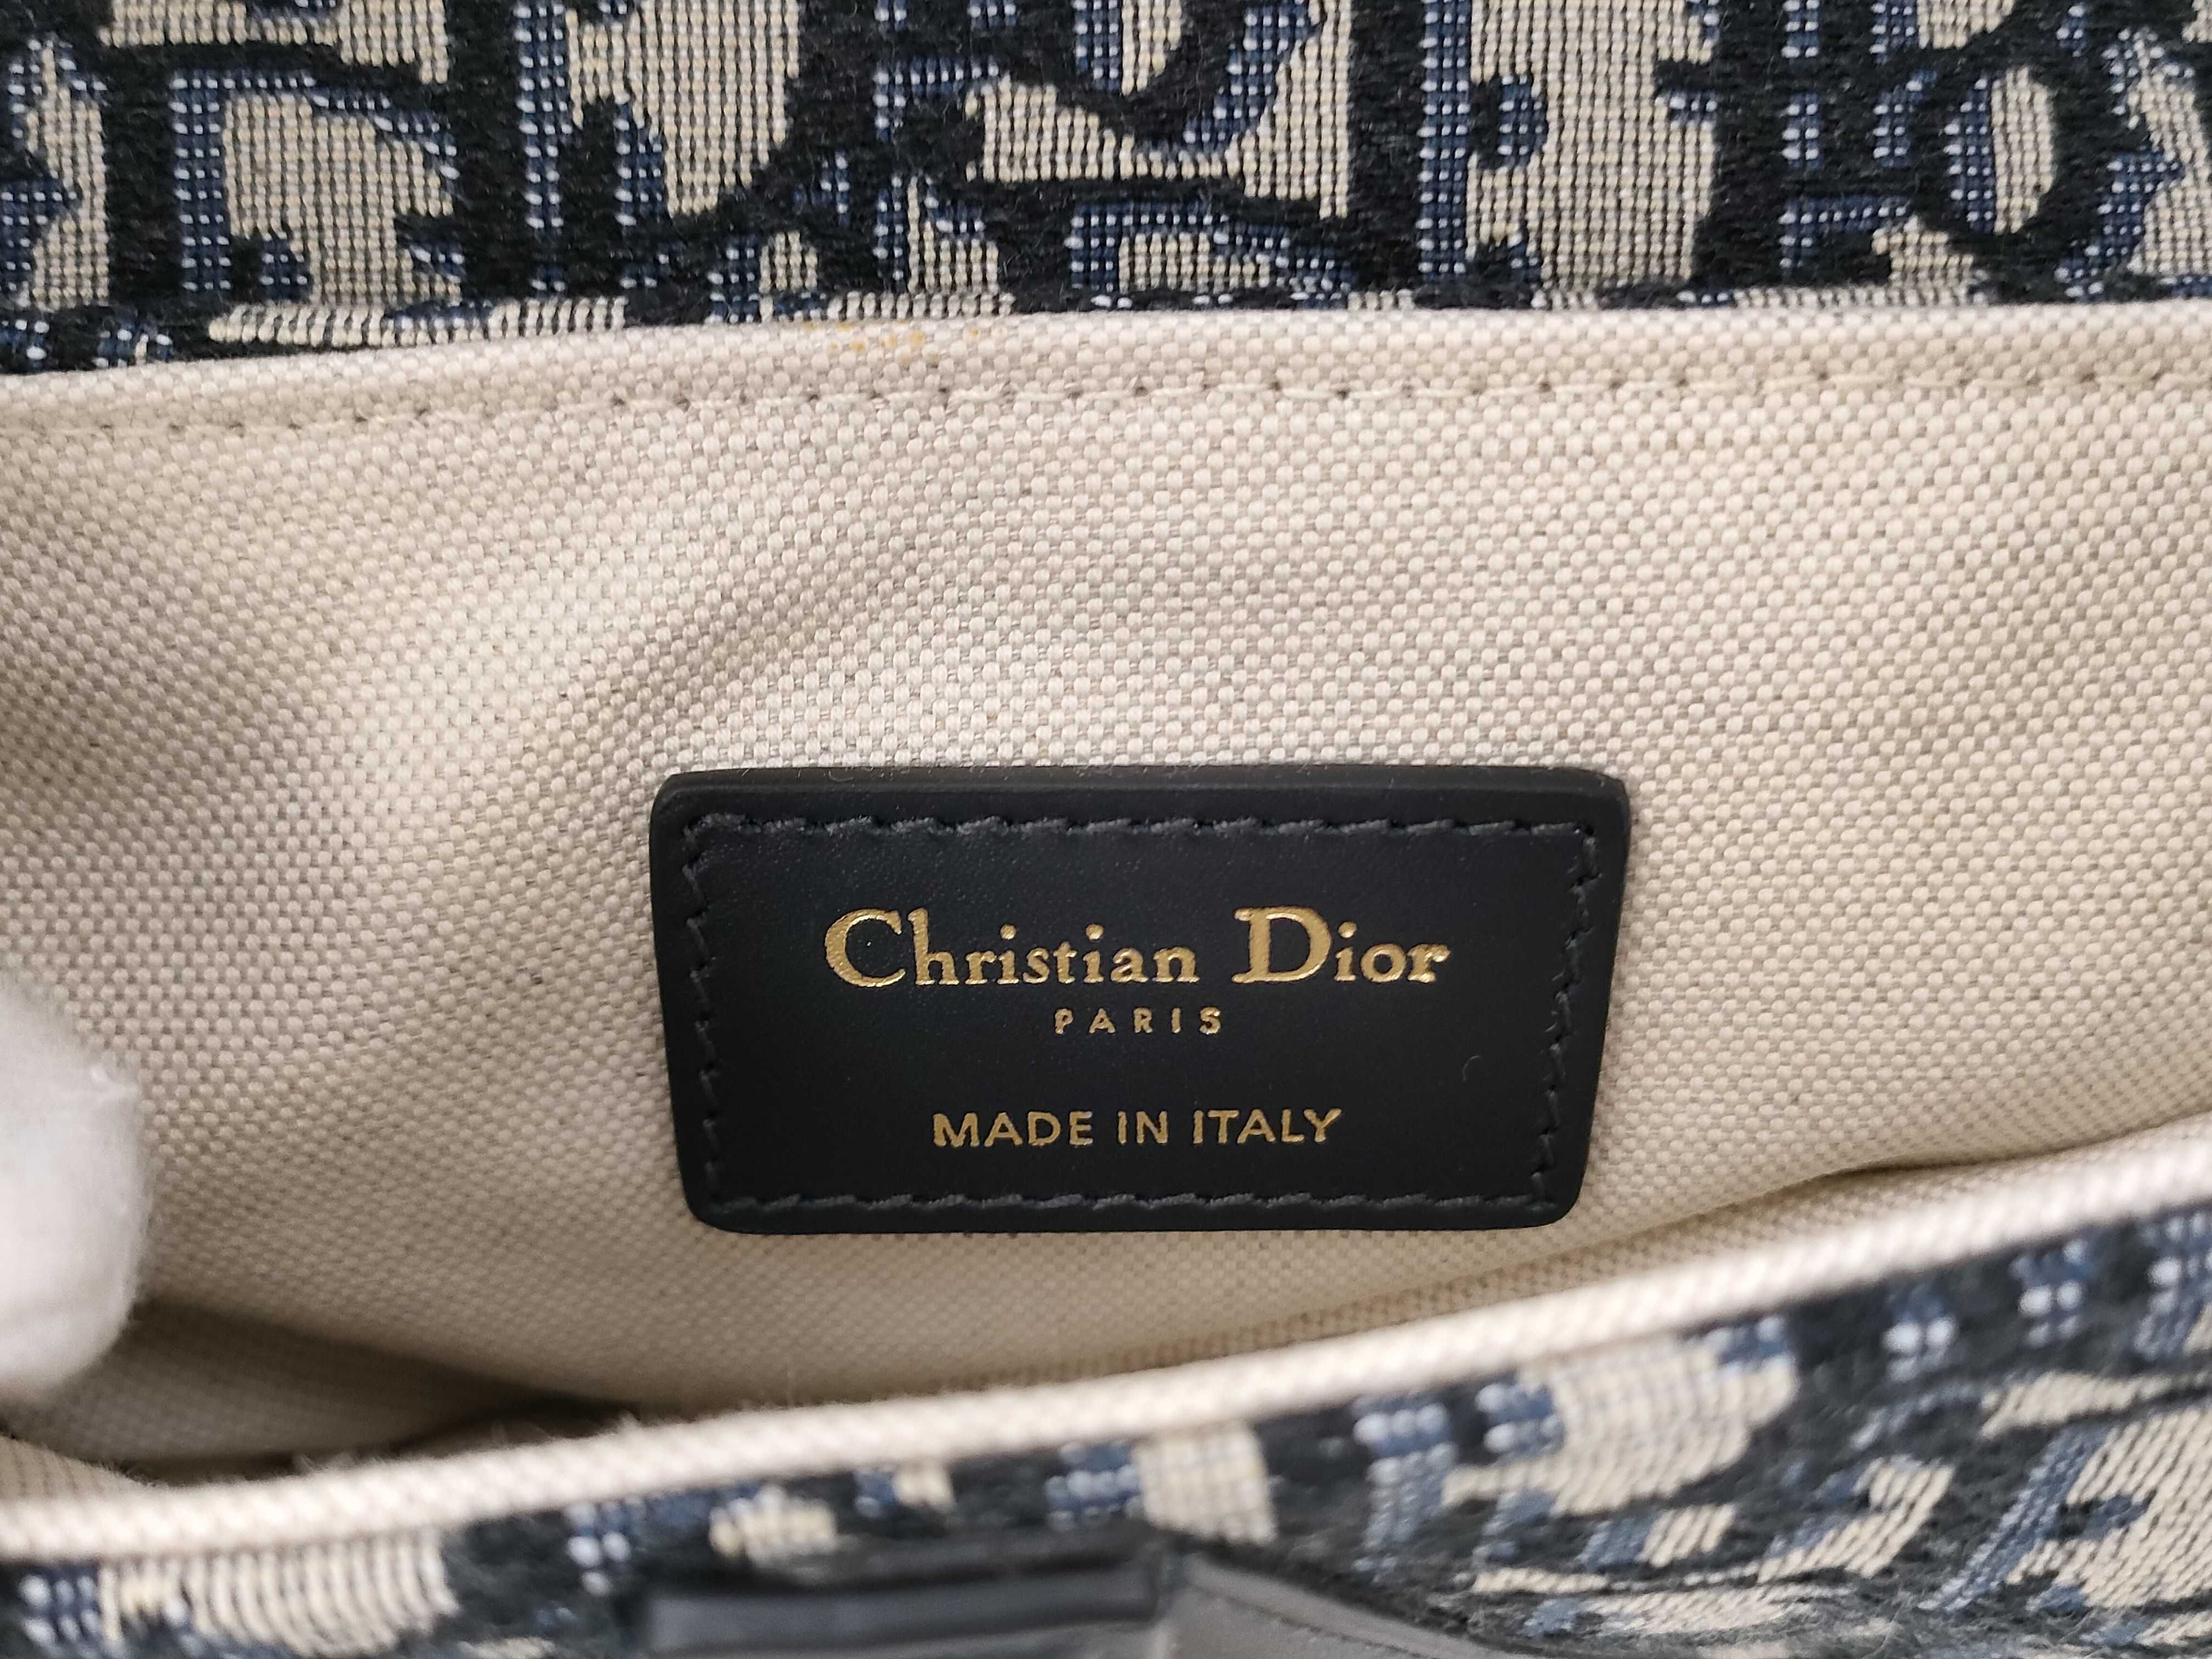 Christian Dior
PARIS
MADE IN ITALY